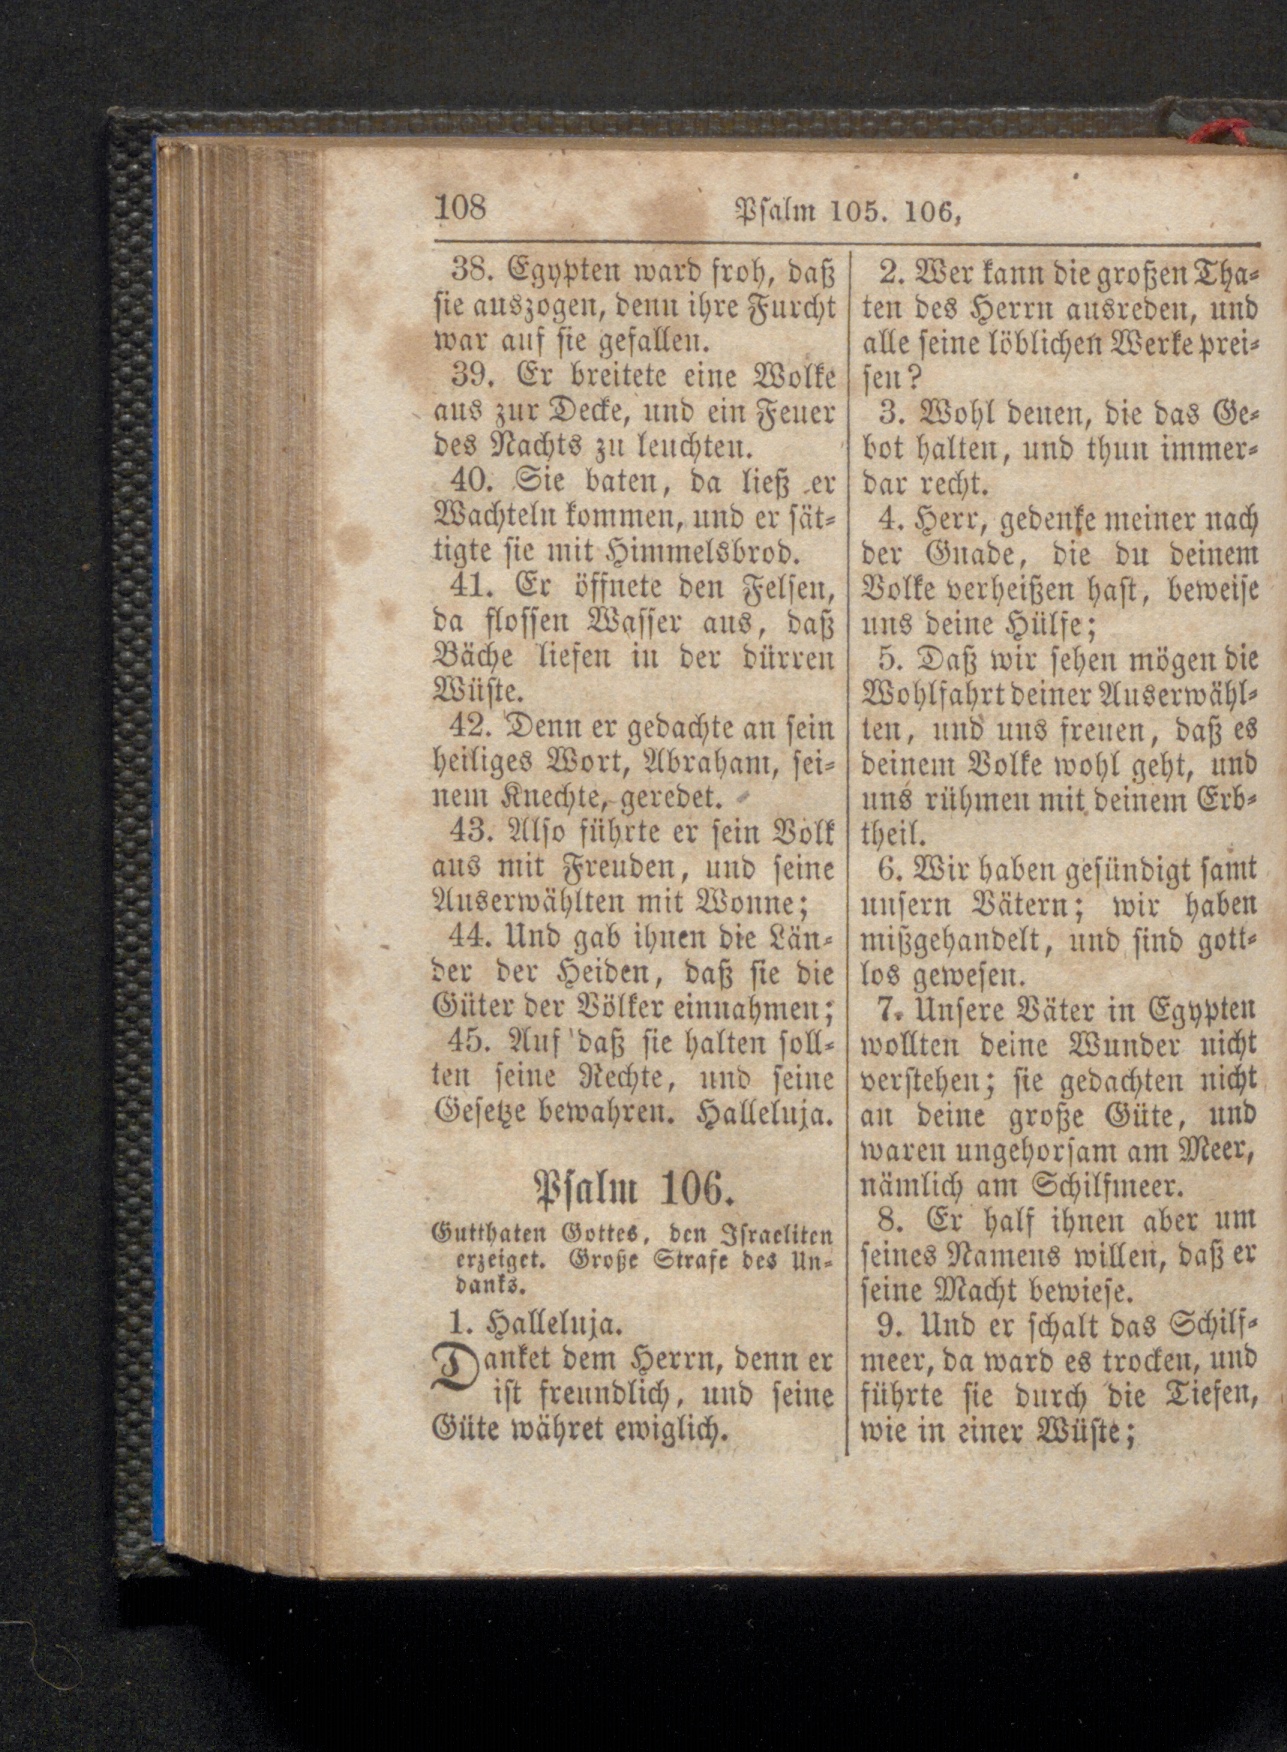 108
Psalm 105. 106,
38. Egypten ward froh, daß
sie auszogen, denn ihre Furcht
war auf sie gefallen.
39. Er breitete eine Wolke
aus zur Decke, und ein Feuer
des Nachts zu leuchten.
40. Sie baten, da ließ er
Wachteln kommen, und er sät-
tigte sie mit Himmelsbrod.
41. Er öffnete den Felsen,
da flossen Wasser aus, daß
Bäche liefen in der dürren
Wüste.
42. Denn er gedachte an sein
heiliges Wort, Abraham, sei-
nem Knechte, geredet.
43. Also führte er sein Volk
aus mit Freuden, und seine
Auserwählten mit Wonne;
44. Und gab ihnen die Län-
der der Heiden, daß sie die
Güter der Völker einnahmen;
45. Auf daß sie halten soll-
ten seine Rechte, und seine
Gesetze bewahren. Halleluja.
Psalm 106.
Gutthaten Gottes, den Israeliten
erzeiget. Große Strafe des Un-
danks.
1. Halleluja.
Danket dem Herrn, denn er
ist freundlich, und seine
Güte währet ewiglich.
2. Wer kann die großen Tha-
ten des Herrn ausreden, und
alle seine löblichen Werke prei-
sen?
3. Wohl denen, die das Ge-
bot halten, und thun immer-
dar recht.
4. Herr, gedenke meiner nach
der Gnade, die du deinem
Volke verheißen hast, beweise
uns deine Hülfe;
5. Daß wir sehen mögen die
Wohlfahrt deiner Auserwähl-
ten, und uns freuen, daß es
deinem Volke wohl geht, und
uns rühmen mit deinem Erb-
theil.
6. Wir haben gesündigt samt
unsern Vätern; wir haben
mißgehandelt, und sind gott-
los gewesen.
7. Unsere Väter in Egypten
wollten deine Wunder nicht
verstehen; sie gedachten nicht
an deine große Güte, und
waren ungehorsam am Meer,
nämlich am Schilfmeer.
8. Er half ihnen aber um
seines Namens willen, daß er
seine Macht bewiese.
9. Und er schalt das Schilf-
meer, da ward es trocken, und
führte sie durch die Tiefen,
wie in einer Wüste;